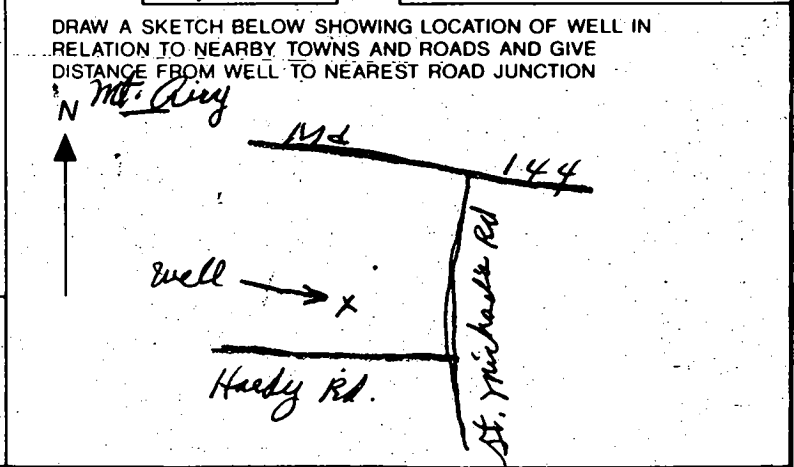 DRAW A SKETCH BELOW SHOWING LOCATION OF WELL IN
RELATION TO NEARBY TOWNS AND ROADS AND GIVE
DISTANCE FROM WELL TO NEAREST ROAD JUNCTION
N Mt. Airy
Md 144
St. Michaels Rd
well → x
Hardy Rd.